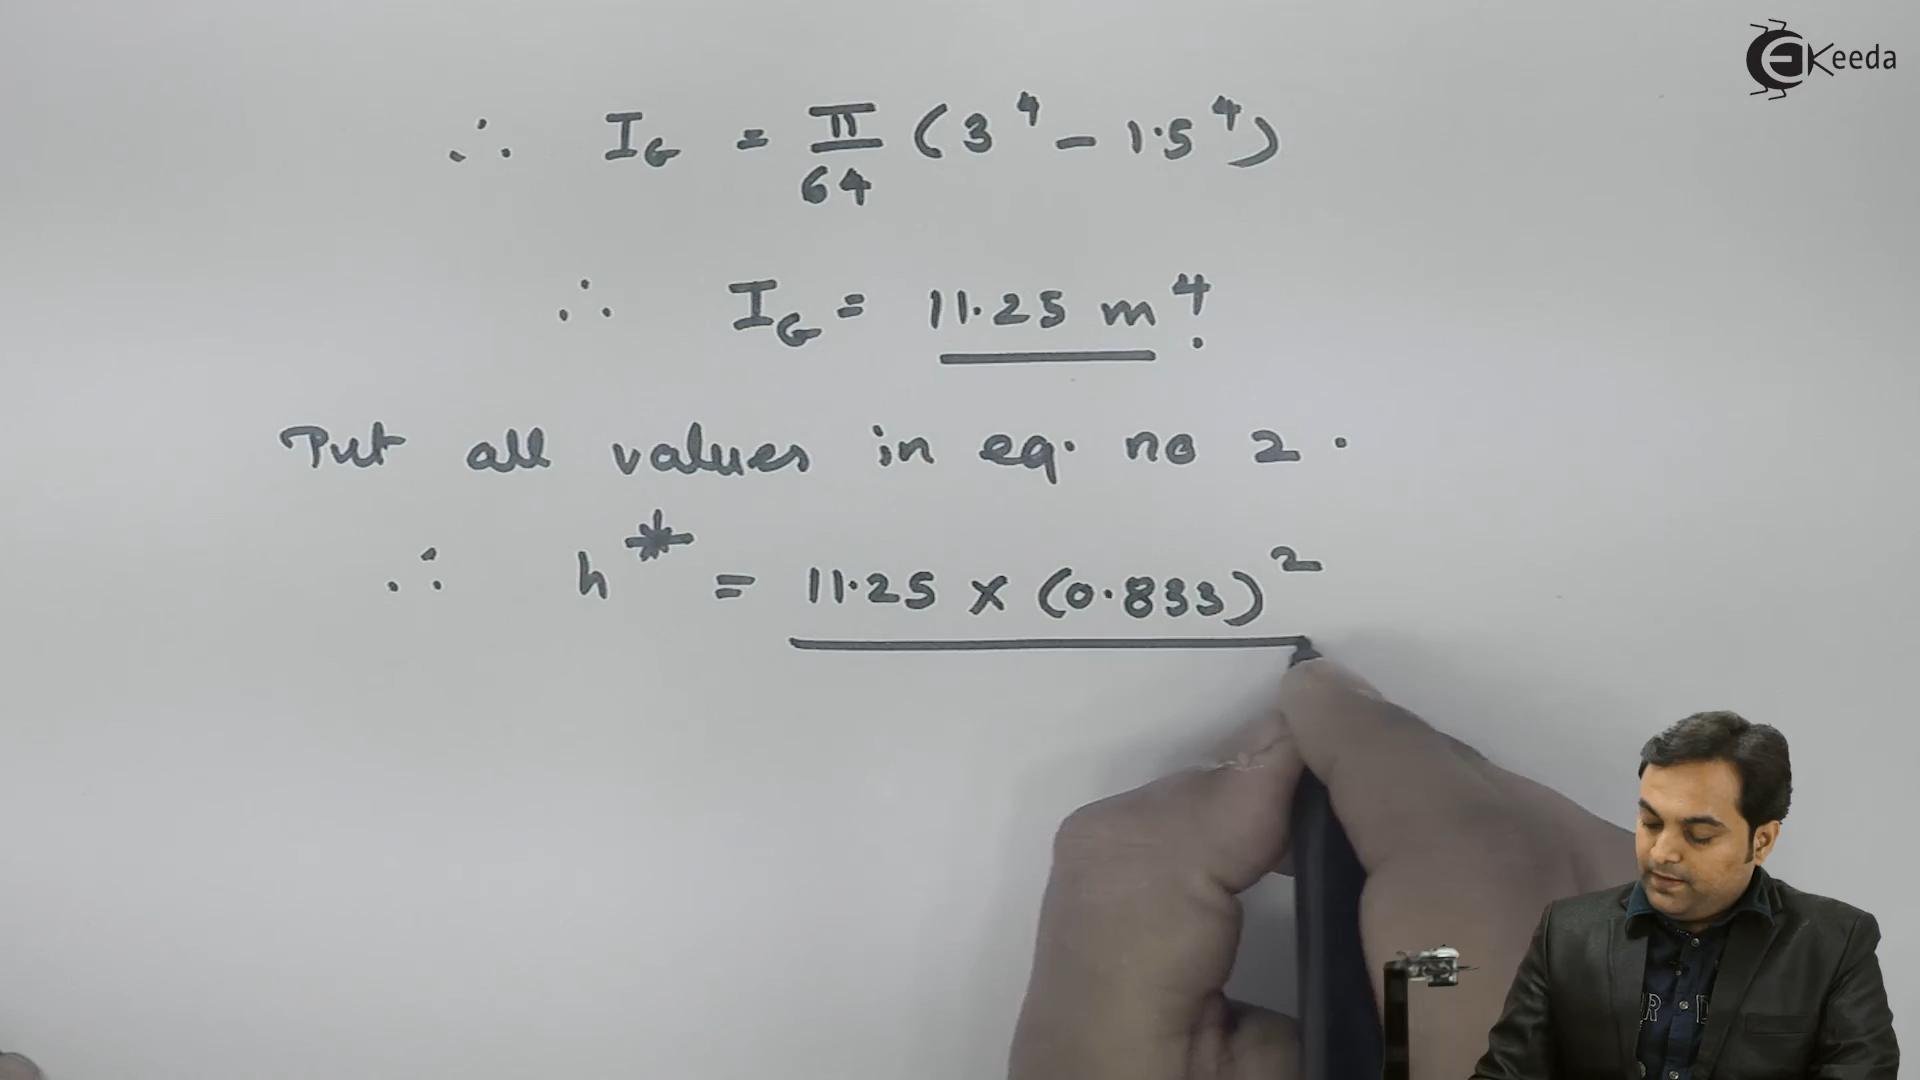 Keeda
∴ I_G = π/64 (3⁴ - 1.5⁴)
∴ I_G = 11.25 m⁴.
Put all values in eq. no 2.
∴ h* = 11.25 × (0.833)²